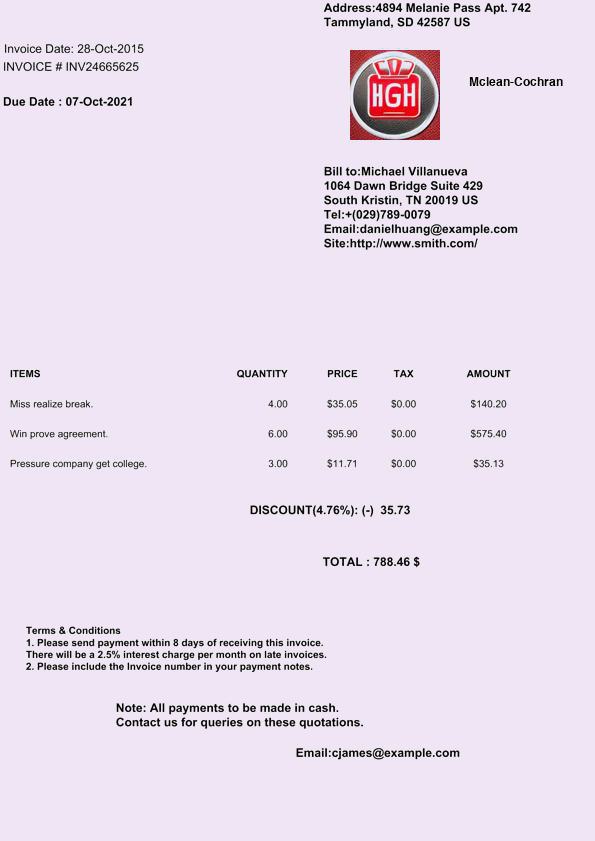 Address:4894 Melanie Pass Apt. 742
Tammyland, SD 42587 US
Invoice Date: 28-Oct-2015
INVOICE # INV24665625
Due Date : 07-Oct-2021
HGH
Mclean-Cochran
Bill to:Michael Villanueva
1064 Dawn Bridge Suite 429
South Kristin, TN 20019 US
Tel:+(029)789-0079
Email:danielhuang@example.com
Site:http://www.smith.com/
ITEMS QUANTITY PRICE TAX AMOUNT
Miss realize break. 4.00 $35.05 $0.00 $140.20
Win prove agreement. 6.00 $95.90 $0.00 $575.40
Pressure company get college. 3.00 $11.71 $0.00 $35.13
DISCOUNT(4.76%): (-) 35.73
TOTAL : 788.46 $
Terms & Conditions
1. Please send payment within 8 days of receiving this invoice.
There will be a 2.5% interest charge per month on late invoices.
2. Please include the Invoice number in your payment notes.
Note: All payments to be made in cash.
Contact us for queries on these quotations.
Email:cjames@example.com